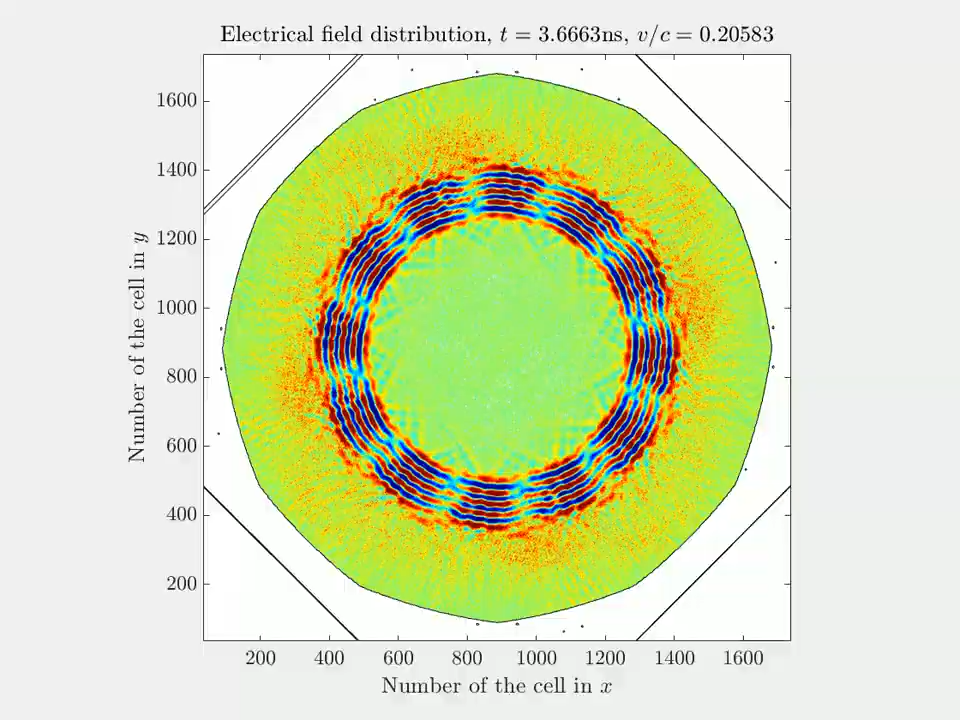 Electrical field distribution, t = 3.6663ns, v/c = 0.20583
1600
1400
1200
1000
800
600
400
200
Number of the cell in y
200 400 600 800 1000 1200 1400 1600
Number of the cell in x